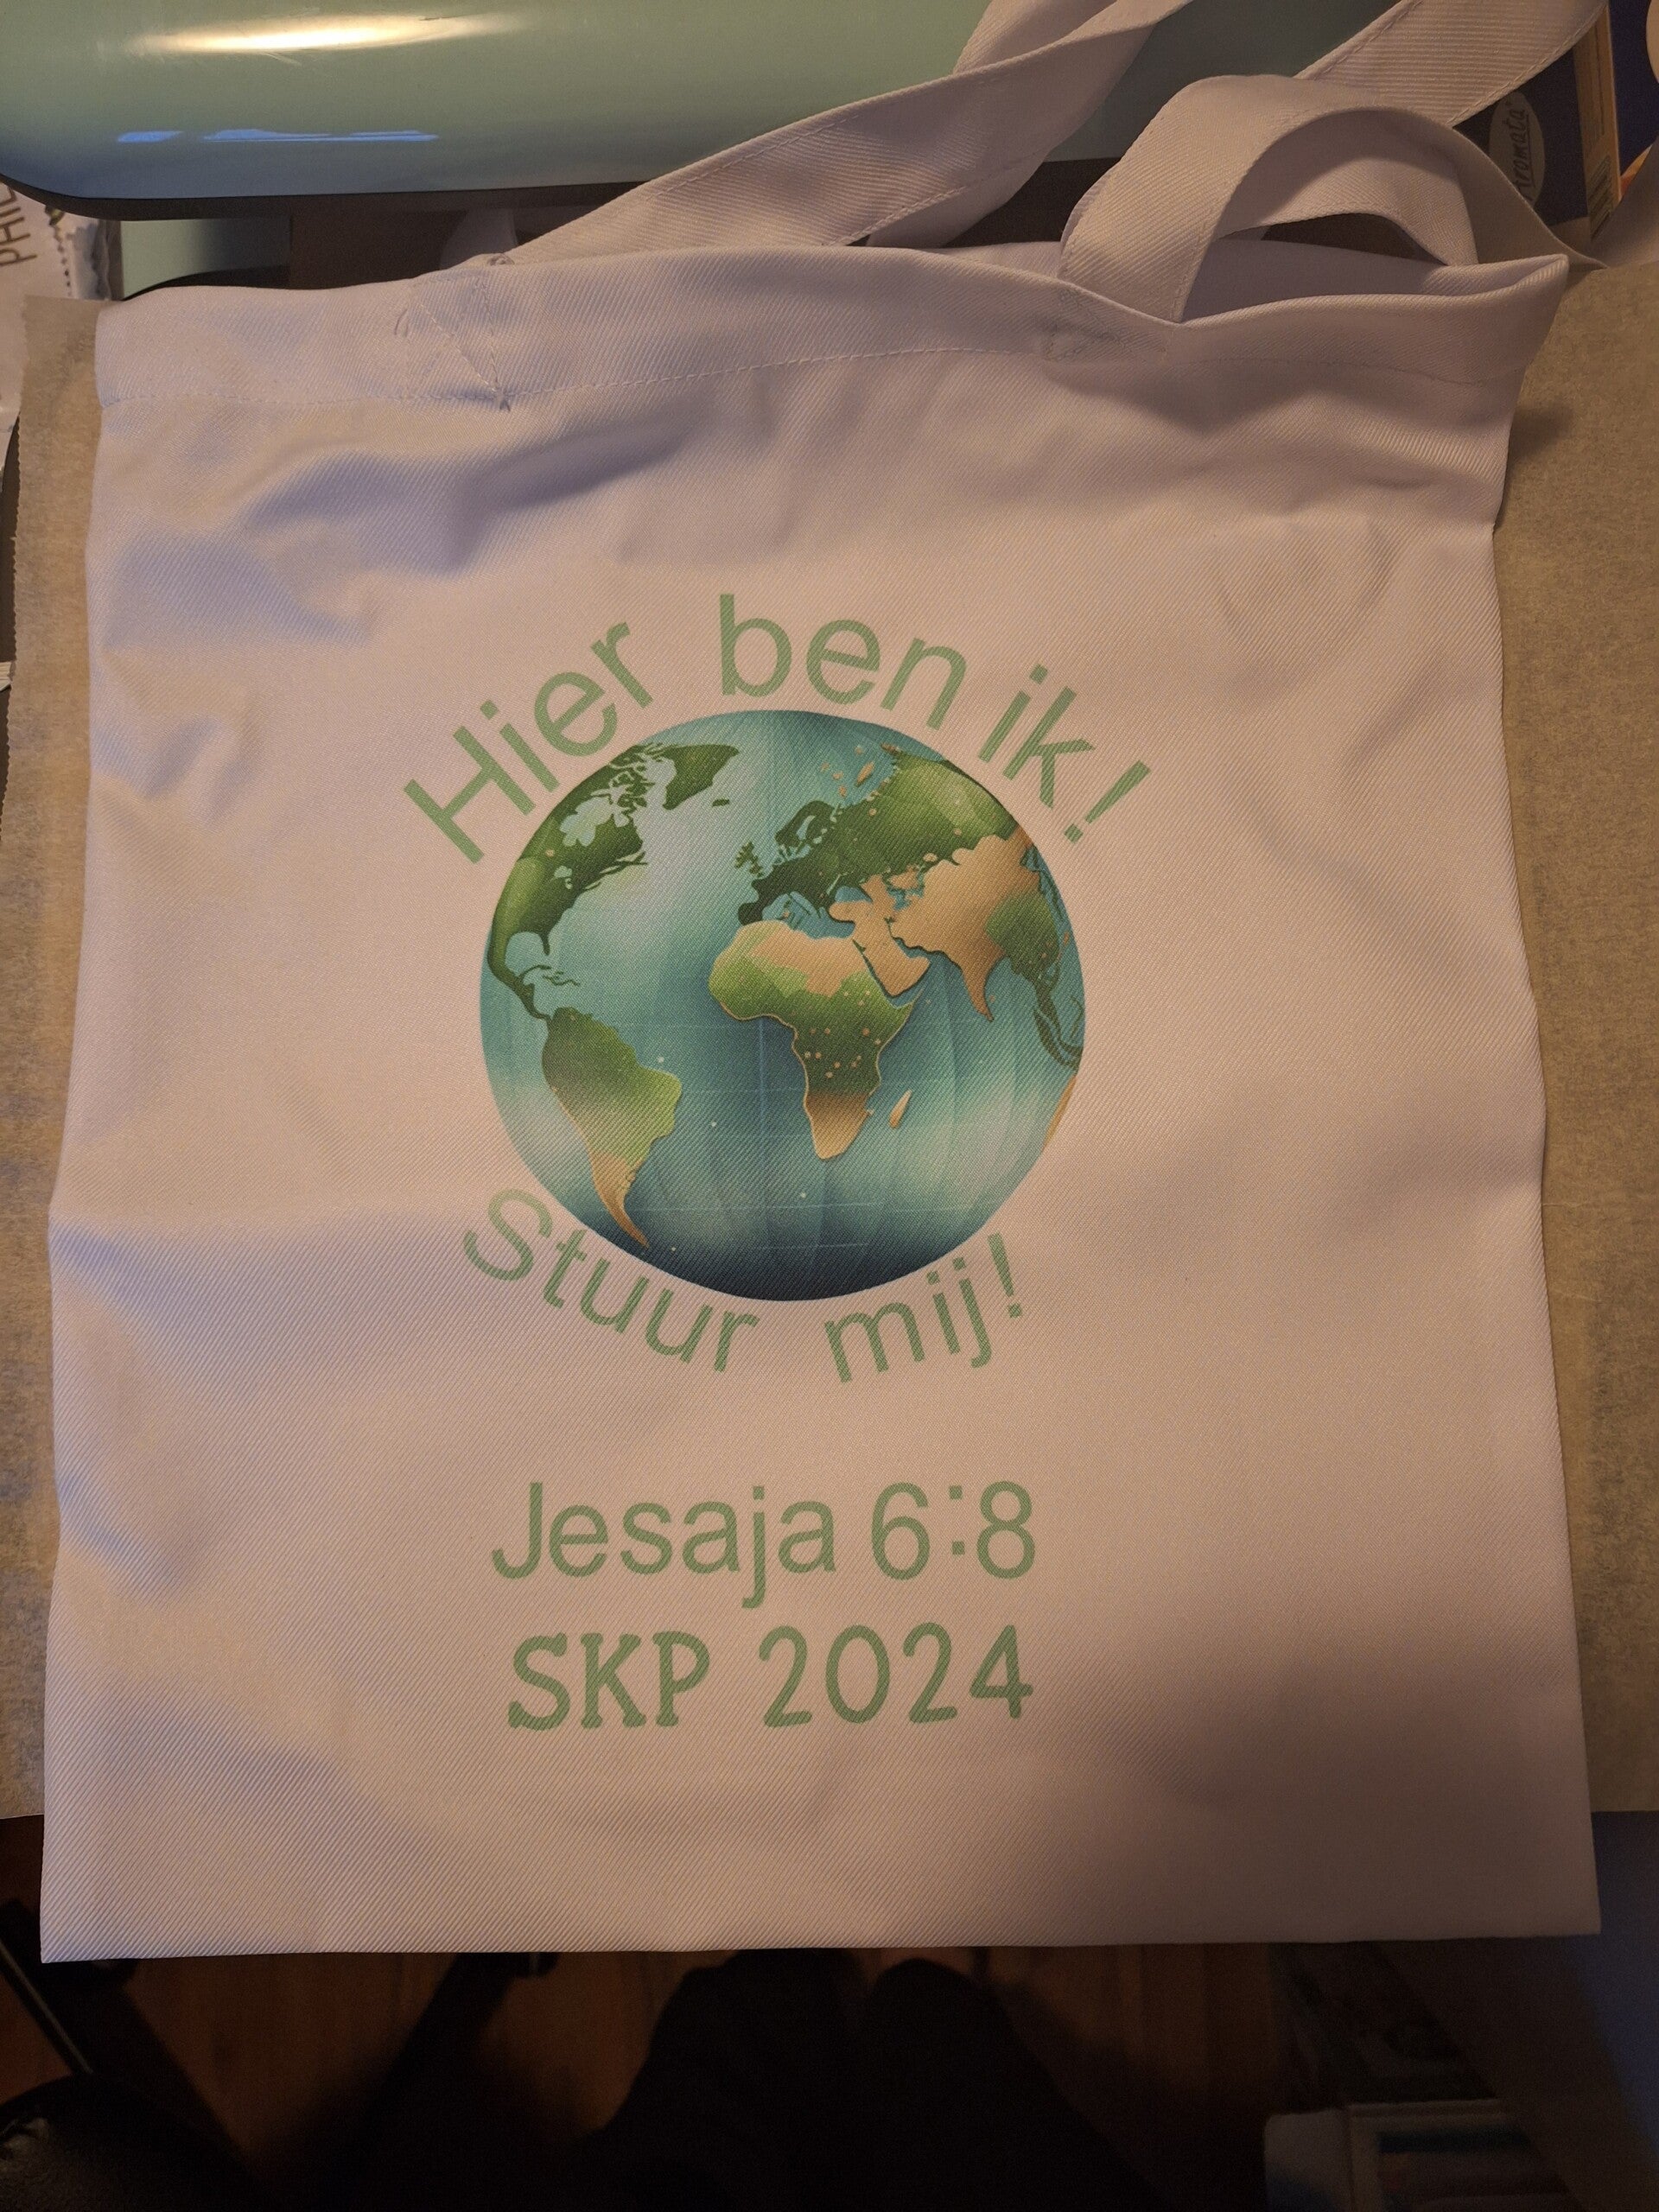 Hier ben ik!
Stuur mij!
Jesaja 6:8
SKP 2024